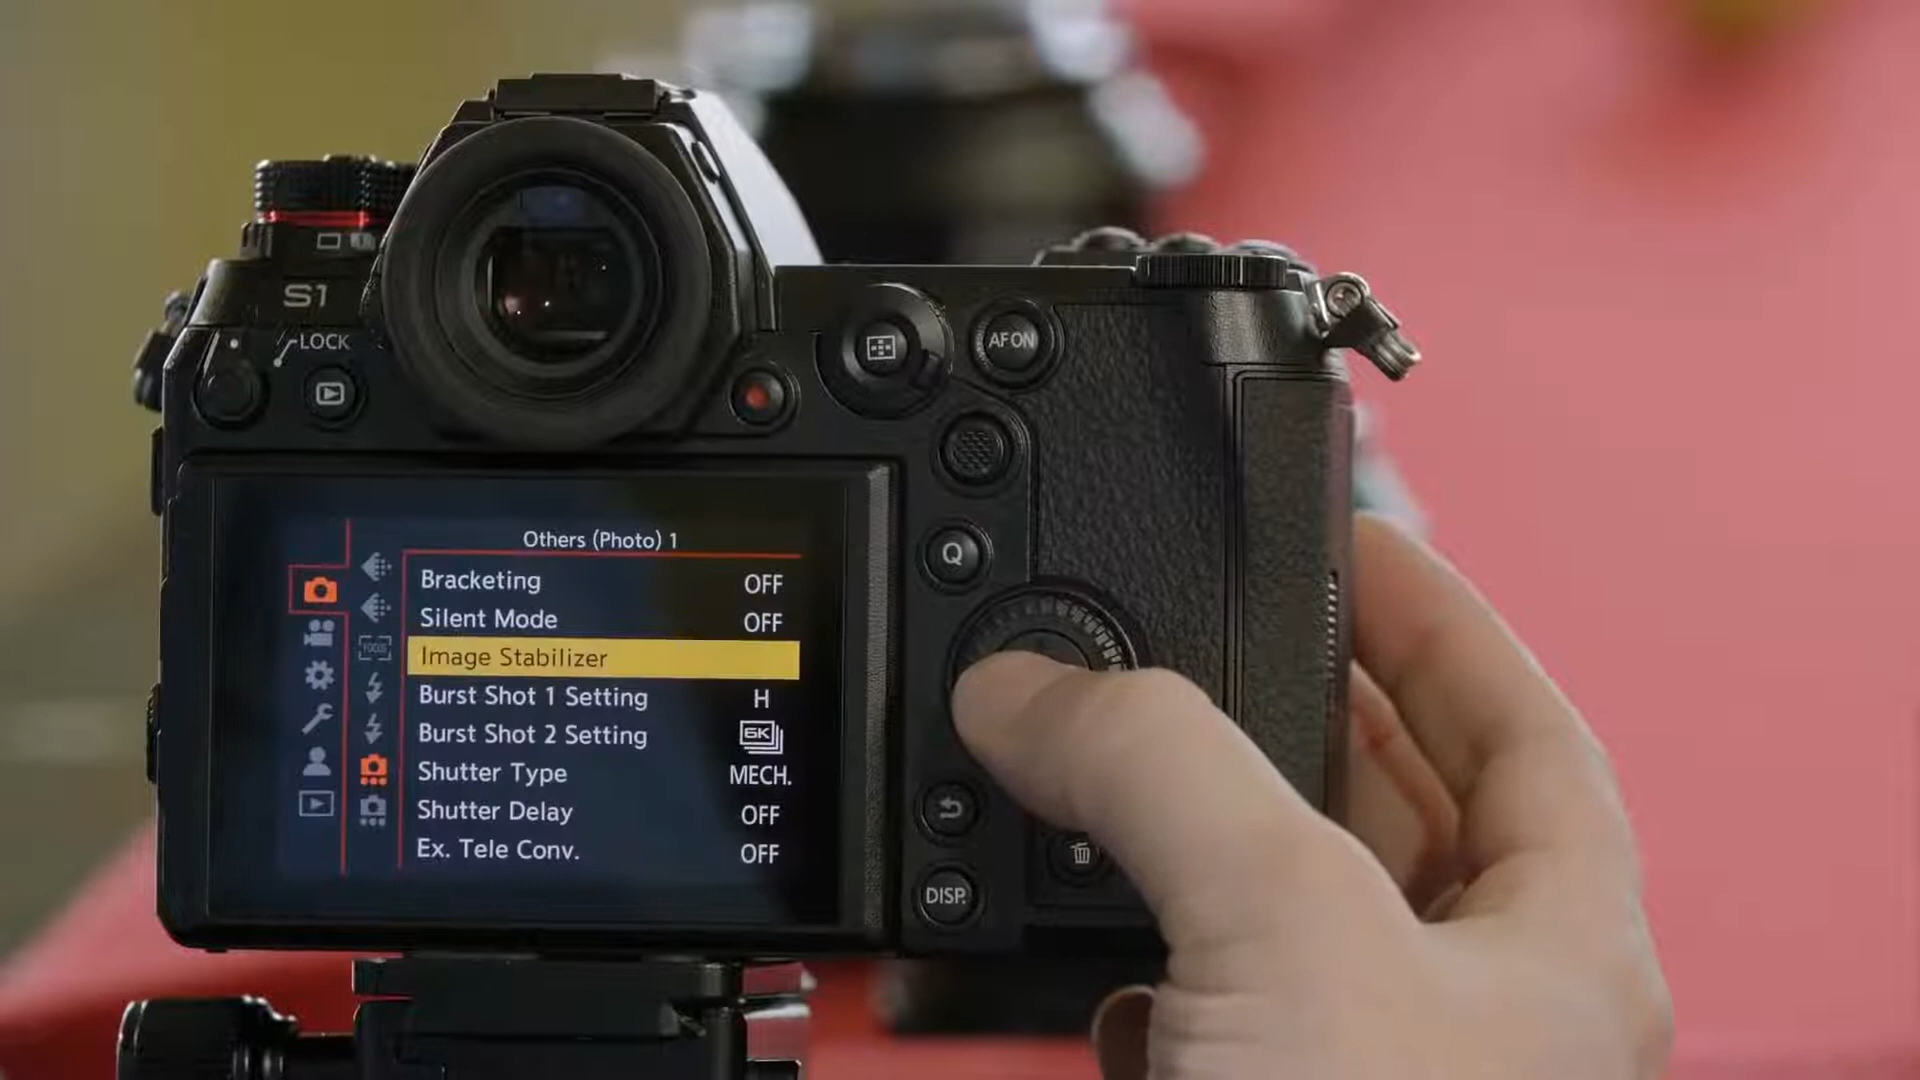 S1
LOCK
AF ON
Q
Others (Photo) 1
Bracketing OFF
Silent Mode OFF
Image Stabilizer
Burst Shot 1 Setting H
Burst Shot 2 Setting 6K
Shutter Type MECH.
Shutter Delay OFF
Ex. Tele Conv. OFF
FOCUS
DISP.